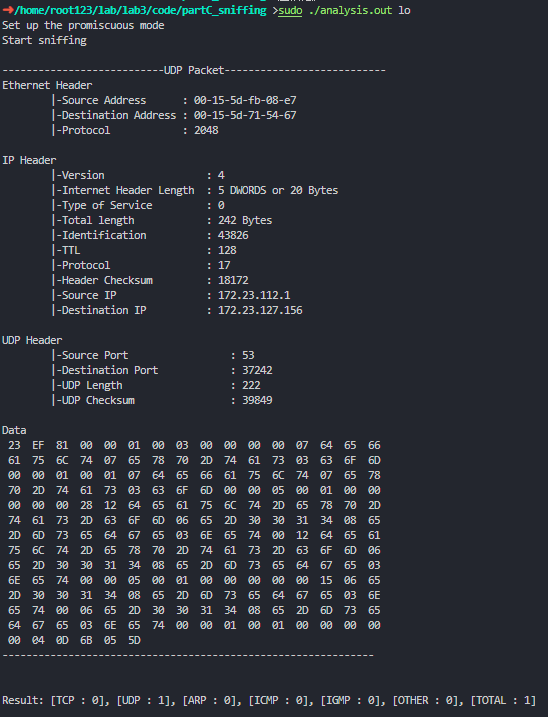 ➜/home/root123/lab/lab3/code/partC_sniffing >sudo ./analysis.out lo
Set up the promiscuous mode
Start sniffing
---------------------------UDP Packet---------------------------
Ethernet Header
|-Source Address : 00-15-5d-fb-08-e7
|-Destination Address : 00-15-5d-71-54-67
|-Protocol : 2048
IP Header
|-Version : 4
|-Internet Header Length : 5 DWORDS or 20 Bytes
|-Type of Service : 0
|-Total length : 242 Bytes
|-Identification : 43826
|-TTL : 128
|-Protocol : 17
|-Header Checksum : 18172
|-Source IP : 172.23.112.1
|-Destination IP : 172.23.127.156
UDP Header
|-Source Port : 53
|-Destination Port : 37242
|-UDP Length : 222
|-UDP Checksum : 39849
Data
23 EF 81 00 00 01 00 03 00 00 00 00 07 64 65 66
61 75 6C 74 07 65 78 70 2D 74 61 73 03 63 6F 6D
00 00 01 00 01 07 64 65 66 61 75 6C 74 07 65 78
70 2D 74 61 73 03 63 6F 6D 00 00 05 00 01 00 00
00 00 00 28 12 64 65 61 75 6C 74 2D 65 78 70 2D
74 61 73 2D 63 6F 6D 06 65 2D 30 30 31 34 08 65
2D 6D 73 65 64 67 65 03 6E 65 74 00 12 64 65 61
75 6C 74 2D 65 78 70 2D 74 61 73 2D 63 6F 6D 06
65 2D 30 30 31 34 08 65 2D 6D 73 65 64 67 65 03
6E 65 74 00 00 05 00 01 00 00 00 00 00 15 06 65
2D 30 30 31 34 08 65 2D 6D 73 65 64 67 65 03 6E
65 74 00 06 65 2D 30 30 31 34 08 65 2D 6D 73 65
64 67 65 03 6E 65 74 00 00 01 00 01 00 00 00 00
00 04 0D 6B 05 5D
--------------------------------------------------------------
Result: [TCP : 0], [UDP : 1], [ARP : 0], [ICMP : 0], [IGMP : 0], [OTHER : 0], [TOTAL : 1]